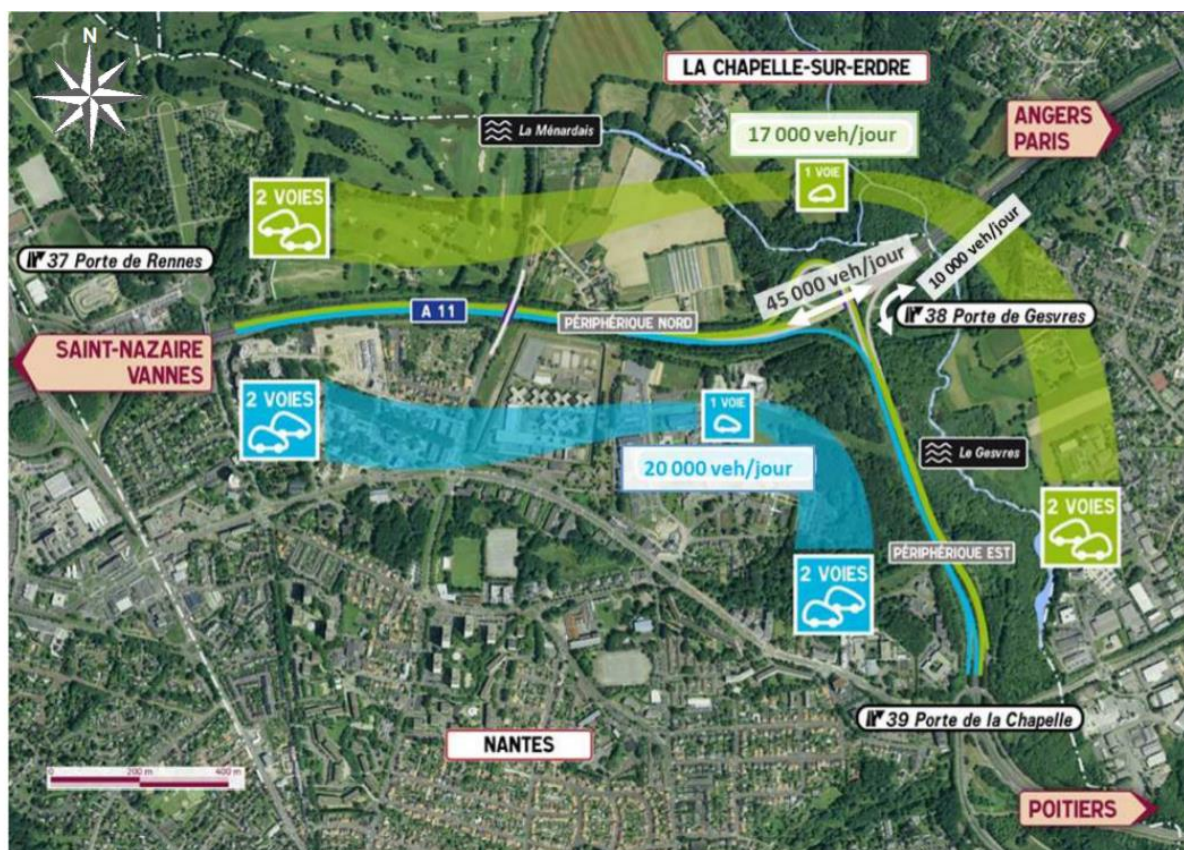 N
LA CHAPELLE-SUR-ERDRE
ANGERS
PARIS
La Ménardais
17 000 veh/jour
1 VOIE
2 VOIES
37 Porte de Rennes
45 000 veh/jour
10 000 veh/jour
A 11
PÉRIPHÉRIQUE NORD
38 Porte de Gesvres
SAINT-NAZAIRE
VANNES
2 VOIES
1 VOIE
20 000 veh/jour
Le Gesvres
2 VOIES
PÉRIPHÉRIQUE EST
2 VOIES
39 Porte de la Chapelle
NANTES
0 200 m 400 m
POITIERS